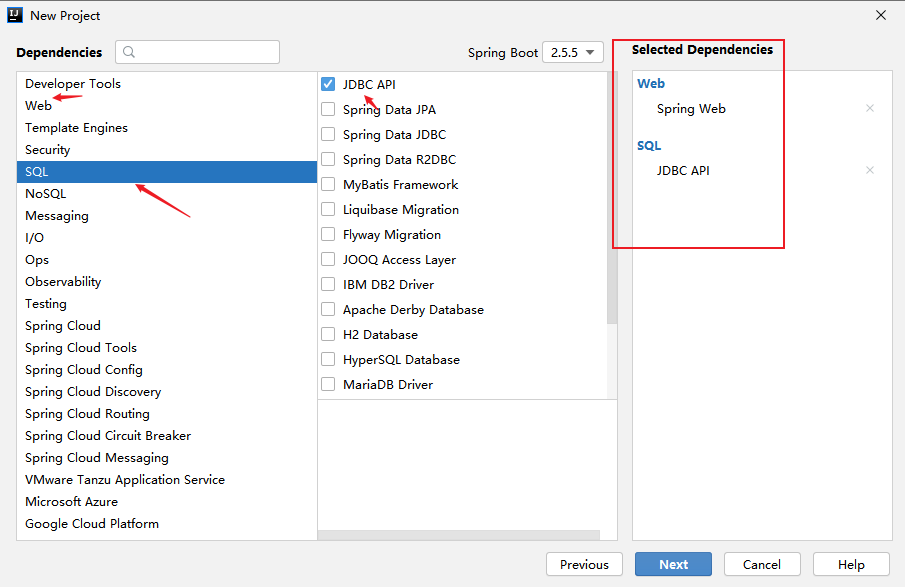 New Project
Dependencies
Spring Boot 2.5.5
Selected Dependencies
Developer Tools
Web
Template Engines
Security
SQL
NoSQL
Messaging
I/O
Ops
Observability
Testing
Spring Cloud
Spring Cloud Tools
Spring Cloud Config
Spring Cloud Discovery
Spring Cloud Routing
Spring Cloud Circuit Breaker
Spring Cloud Messaging
VMware Tanzu Application Service
Microsoft Azure
Google Cloud Platform
JDBC API
Spring Data JPA
Spring Data JDBC
Spring Data R2DBC
MyBatis Framework
Liquibase Migration
Flyway Migration
JOOQ Access Layer
IBM DB2 Driver
Apache Derby Database
H2 Database
HyperSQL Database
MariaDB Driver
Web
Spring Web
SQL
JDBC API
Previous
Next
Cancel
Help